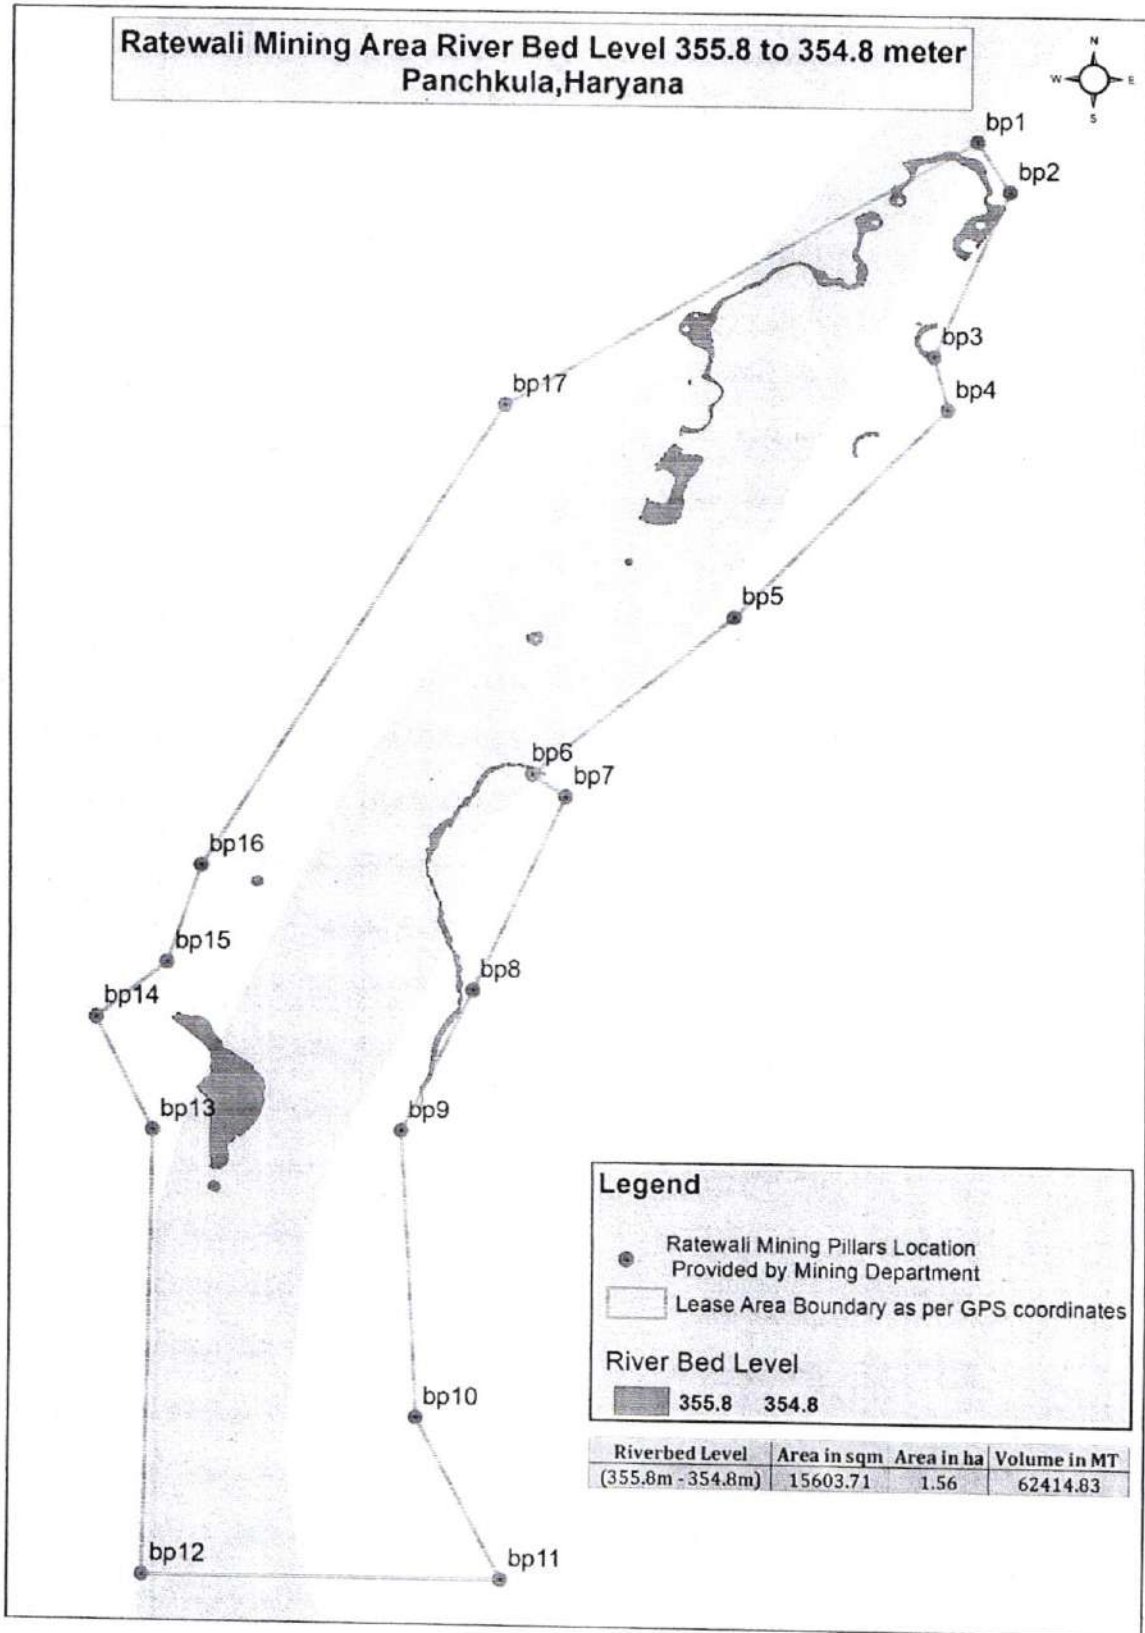 Ratewali Mining Area River Bed Level 355.8 to 354.8 meter
Panchkula,Haryana
N
W E
S
bp1
bp2
bp3
bp4
bp17
bp5
bp6
bp7
bp16
bp15
bp8
bp14
bp13
bp9
bp10
bp12
bp11
Legend
Ratewali Mining Pillars Location
Provided by Mining Department
Lease Area Boundary as per GPS coordinates
River Bed Level
355.8 354.8
Riverbed Level Area in sqm Area in ha Volume in MT
(355.8m - 354.8m) 15603.71 1.56 62414.83